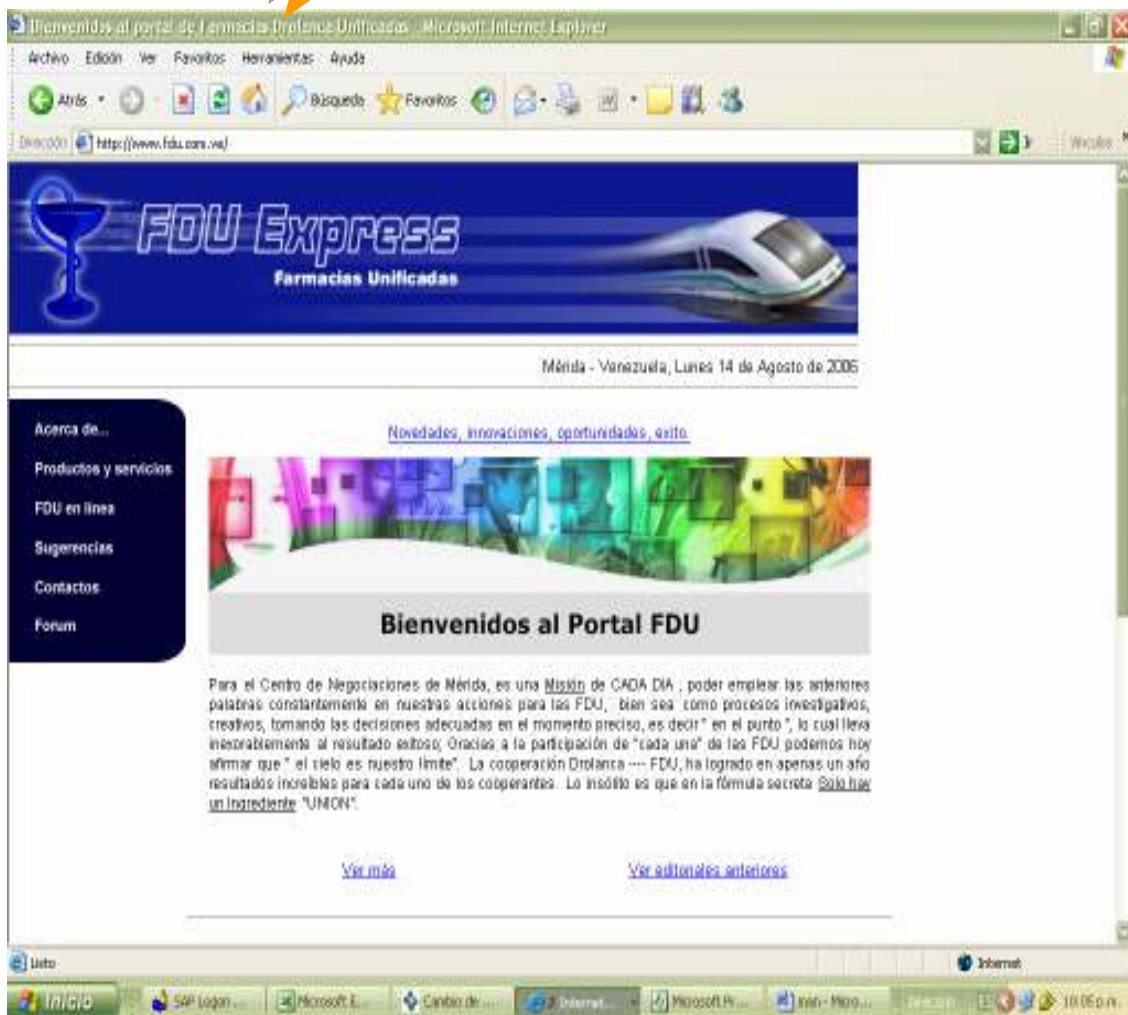 Bienvenidos al portal de Farmacias Drolanca Unificadas - Microsoft Internet Explorer
Archivo Edición Ver Favoritos Herramientas Ayuda
Atrás Búsqueda Favoritos
Dirección http://www.fdu.com.ve/ Ir Vínculos
FDU Express
Farmacias Unificadas
Mérida - Venezuela, Lunes 14 de Agosto de 2006
Acerca de...
Productos y servicios
FDU en linea
Sugerencias
Contactos
Forum
Novedades, innovaciones, oportunidades, exito.
Bienvenidos al Portal FDU
Para el Centro de Negociaciones de Mérida, es una Misión de CADA DIA , poder emplear las anteriores
palabras constantemente en nuestras acciones para las FDU, bien sea como procesos investigativos,
creativos, tomando las decisiones adecuadas en el momento preciso, es decir " en el punto ", lo cual lleva
inexorablemente al resultado exitoso; Gracias a la participación de "cada una" de las FDU podemos hoy
afirmar que " el cielo es nuestro límite". La cooperación Drolanca ---- FDU, ha logrado en apenas un año
resultados increíbles para cada uno de los cooperantes. Lo insólito es que en la fórmula secreta Solo hay
un Ingrediente "UNION".
Ver más
Ver editoriales anteriores
Listo Internet
Inicio SAP Logon ... Microsoft E... Cambio de ... 2 Internet... Microsoft Pr... man - Micro... 10:06 p.m.